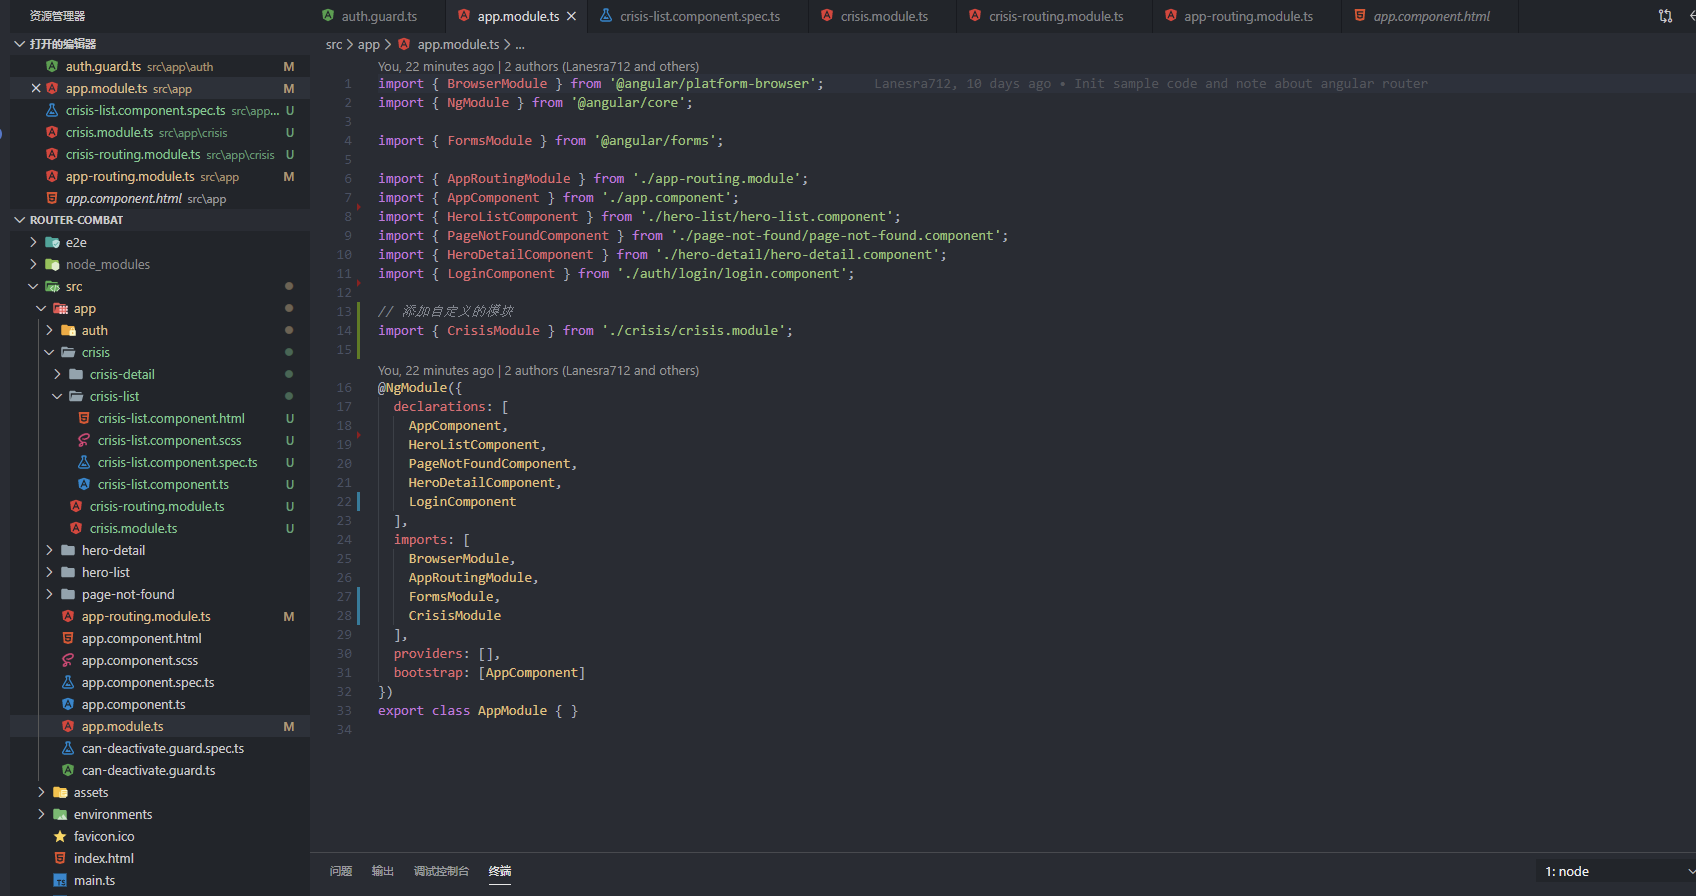 资源管理器
打开的编辑器
auth.guard.ts src\app\auth M
app.module.ts src\app M
crisis-list.component.spec.ts src\app... U
crisis.module.ts src\app\crisis U
crisis-routing.module.ts src\app\crisis U
app-routing.module.ts src\app M
app.component.html src\app
ROUTER-COMBAT
e2e
node_modules
src
app
auth
crisis
crisis-detail
crisis-list
crisis-list.component.html U
crisis-list.component.scss U
crisis-list.component.spec.ts U
crisis-list.component.ts U
crisis-routing.module.ts U
crisis.module.ts U
hero-detail
hero-list
page-not-found
app-routing.module.ts M
app.component.html
app.component.scss
app.component.spec.ts
app.component.ts
app.module.ts M
can-deactivate.guard.spec.ts
can-deactivate.guard.ts
assets
environments
favicon.ico
index.html
main.ts
auth.guard.ts app.module.ts crisis-list.component.spec.ts crisis.module.ts crisis-routing.module.ts app-routing.module.ts app.component.html
src > app > app.module.ts > ...
You, 22 minutes ago | 2 authors (Lanesra712 and others)
1 import { BrowserModule } from '@angular/platform-browser'; Lanesra712, 10 days ago • Init sample code and note about angular router
2 import { NgModule } from '@angular/core';
3
4 import { FormsModule } from '@angular/forms';
5
6 import { AppRoutingModule } from './app-routing.module';
7 import { AppComponent } from './app.component';
8 import { HeroListComponent } from './hero-list/hero-list.component';
9 import { PageNotFoundComponent } from './page-not-found/page-not-found.component';
10 import { HeroDetailComponent } from './hero-detail/hero-detail.component';
11 import { LoginComponent } from './auth/login/login.component';
12
13 // 添加自定义的模块
14 import { CrisisModule } from './crisis/crisis.module';
15
You, 22 minutes ago | 2 authors (Lanesra712 and others)
16 @NgModule({
17 declarations: [
18 AppComponent,
19 HeroListComponent,
20 PageNotFoundComponent,
21 HeroDetailComponent,
22 LoginComponent
23 ],
24 imports: [
25 BrowserModule,
26 AppRoutingModule,
27 FormsModule,
28 CrisisModule
29 ],
30 providers: [],
31 bootstrap: [AppComponent]
32 })
33 export class AppModule { }
34
问题 输出 调试控制台 终端
1: node